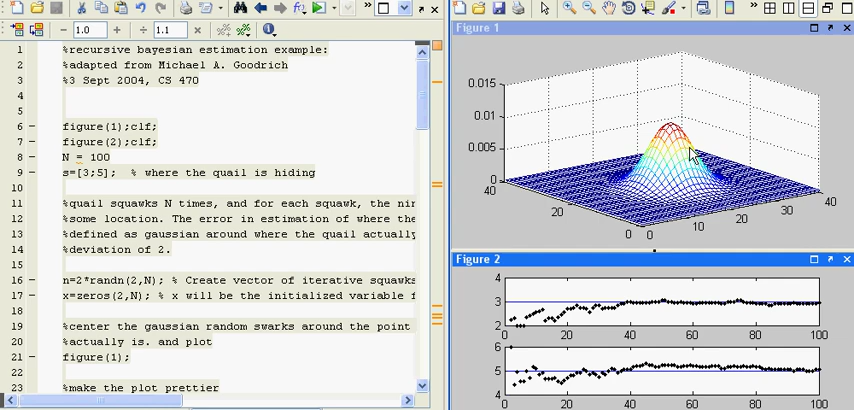 1.0
1.1
1 %recursive bayesian estimation example:
2 %adapted from Michael A. Goodrich
3 %3 Sept 2004, CS 470
4
5
6 figure(1);clf;
7 figure(2);clf;
8 N = 100
9 s=[3;5]; % where the quail is hiding
10
11 %quail squawks N times, and for each squawk, the nin
12 %some location. The error in estimation of where the
13 %defined as gaussian around where the quail actually
14 %deviation of 2.
15
16 n=2*randn(2,N); % Create vector of iterative squawks
17 x=zeros(2,N); % x will be the initialized variable f
18
19 %center the gaussian random swarks around the point
20 %actually is. and plot
21 figure(1);
22
23 %make the plot prettier
Figure 1
0.015
0.01
0.005
0
40
20
0
0
10
20
30
40
Figure 2
4
3
2
0 20 40 60 80 100
6
5
4
0 20 40 60 80 100